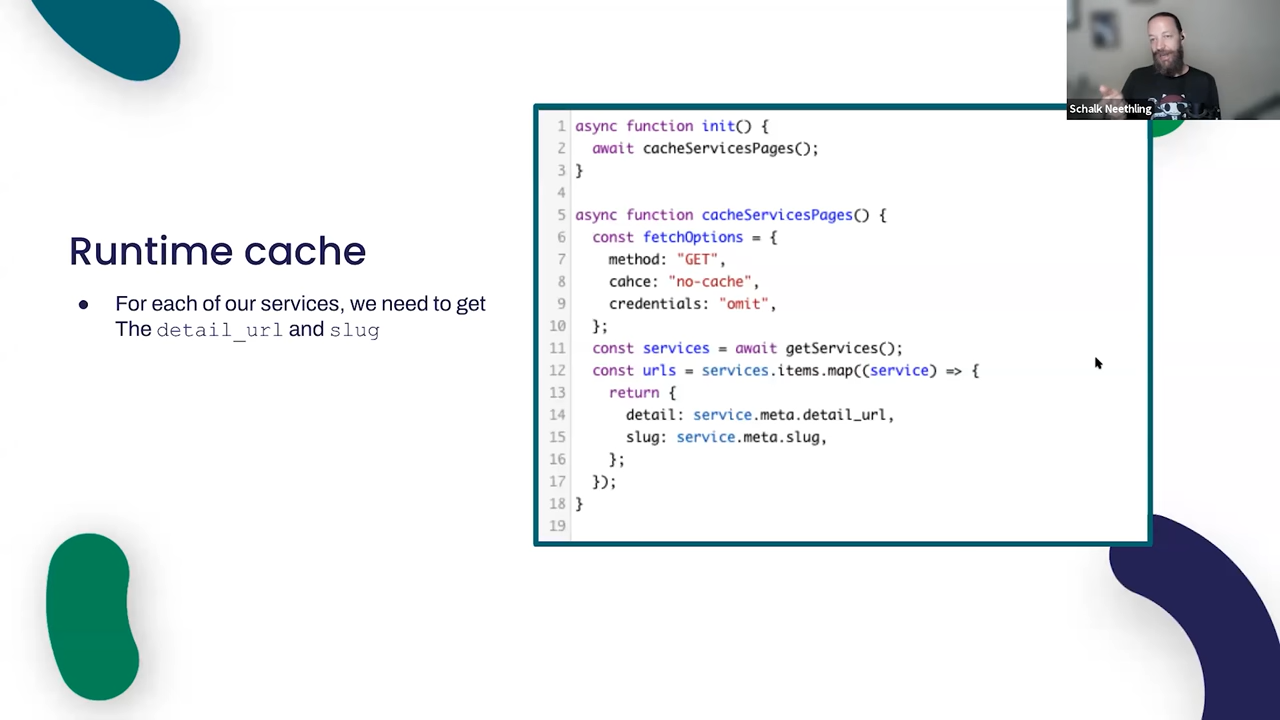 Schalk Neethling
Runtime cache
● For each of our services, we need to get
The detail_url and slug
1 async function init() {
2   await cacheServicesPages();
3 }
4
5 async function cacheServicesPages() {
6   const fetchOptions = {
7     method: "GET",
8     cahce: "no-cache",
9     credentials: "omit",
10   };
11   const services = await getServices();
12   const urls = services.items.map((service) => {
13     return {
14       detail: service.meta.detail_url,
15       slug: service.meta.slug,
16     };
17   });
18 }
19